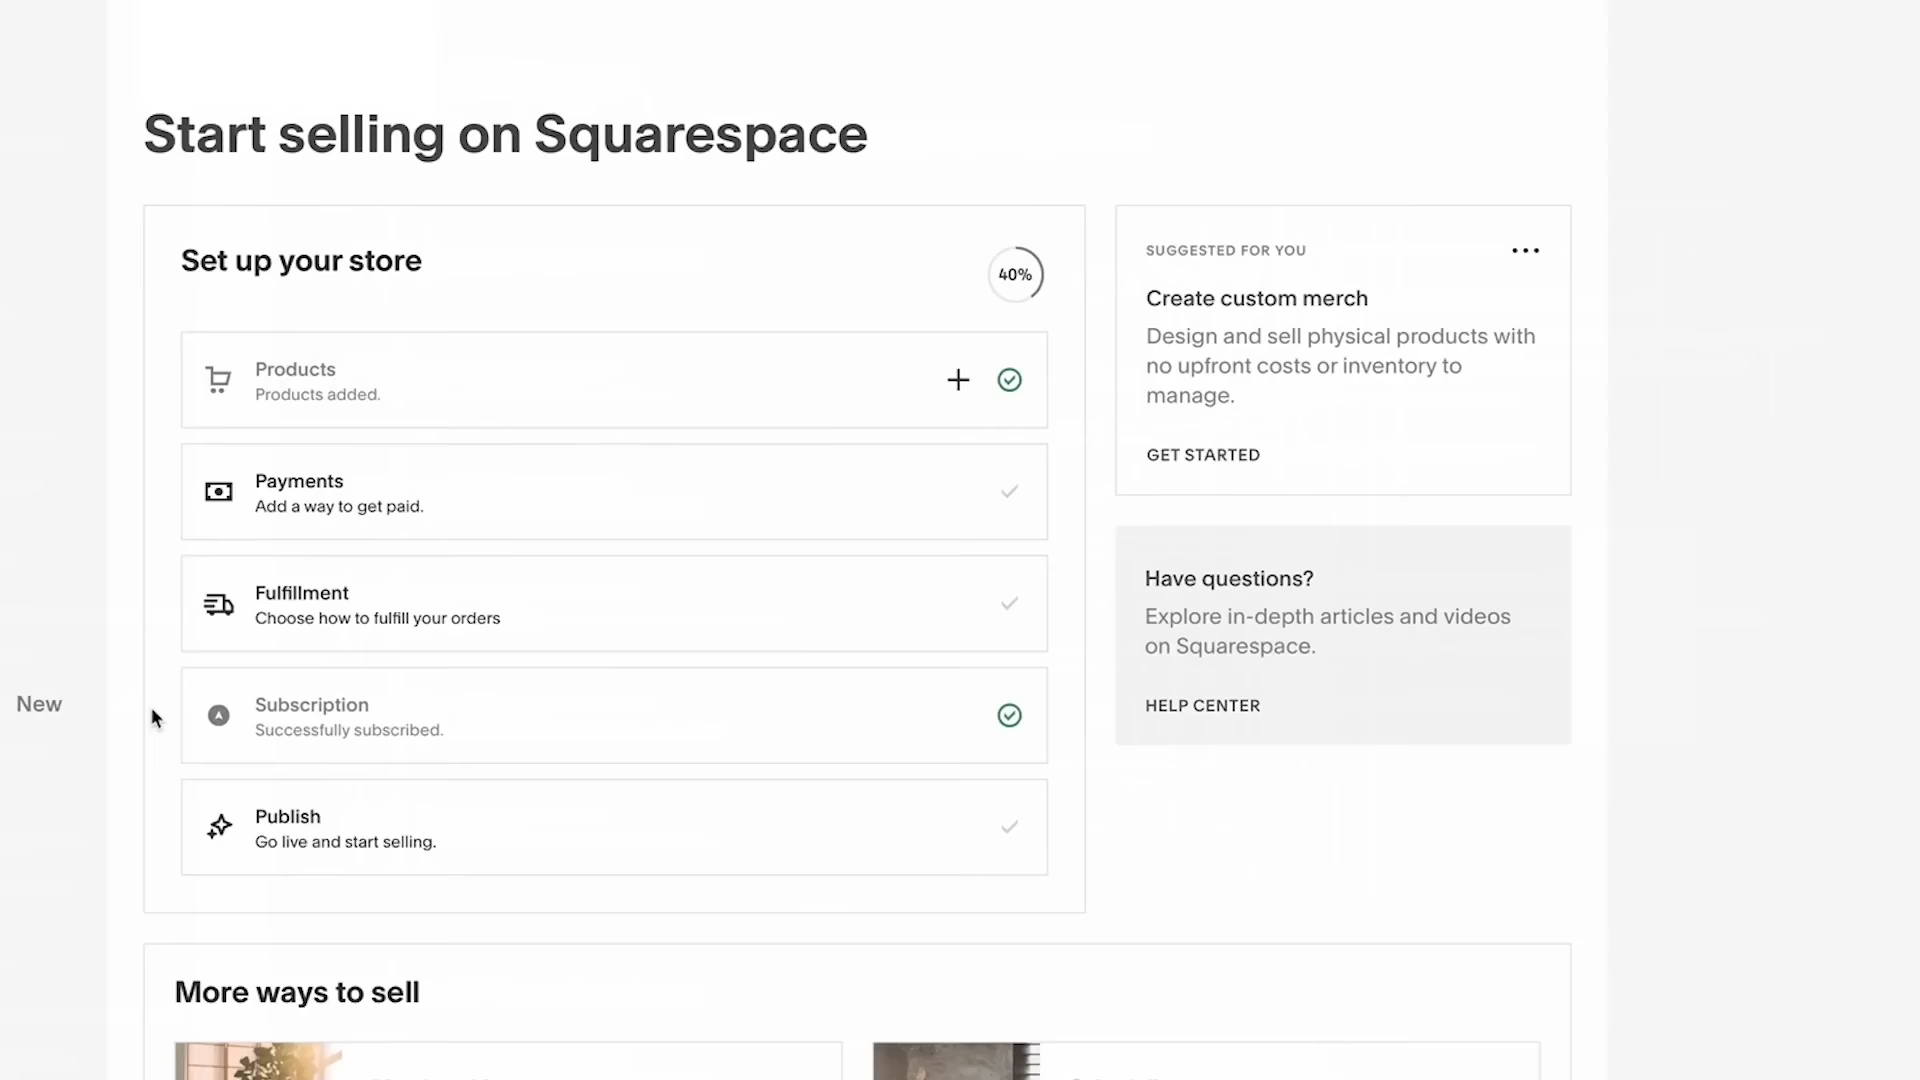 Start selling on Squarespace
Set up your store
40%
Products
Products added.
Payments
Add a way to get paid.
Fulfillment
Choose how to fulfill your orders
Subscription
Successfully subscribed.
Publish
Go live and start selling.
SUGGESTED FOR YOU
Create custom merch
Design and sell physical products with
no upfront costs or inventory to
manage.
GET STARTED
Have questions?
Explore in-depth articles and videos
on Squarespace.
HELP CENTER
New
More ways to sell